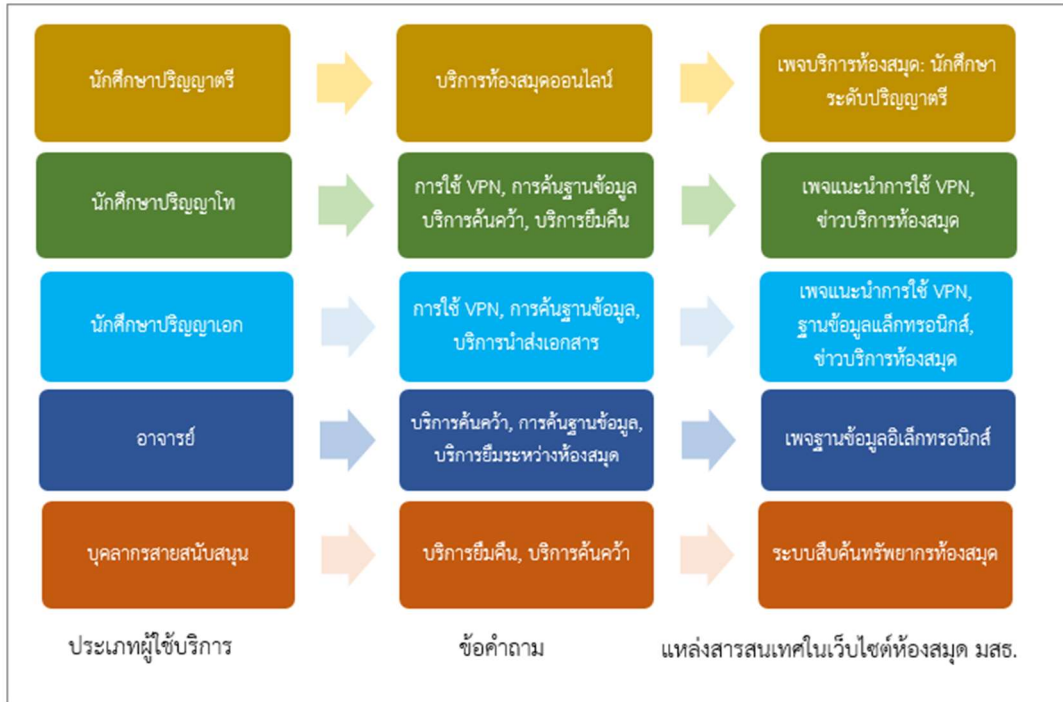 นักศึกษาปริญญาตรี
บริการห้องสมุดออนไลน์
เพจบริการห้องสมุด: นักศึกษา
ระดับปริญญาตรี
นักศึกษาปริญญาโท
การใช้ VPN, การค้นฐานข้อมูล
บริการค้นคว้า, บริการยืมคืน
เพจแนะนำการใช้ VPN,
ข่าวบริการห้องสมุด
นักศึกษาปริญญาเอก
การใช้ VPN, การค้นฐานข้อมูล,
บริการนำส่งเอกสาร
เพจแนะนำการใช้ VPN,
ฐานข้อมูลแล็กทรอนิกส์,
ข่าวบริการห้องสมุด
อาจารย์
บริการค้นคว้า, การค้นฐานข้อมูล,
บริการยืมระหว่างห้องสมุด
เพจฐานข้อมูลอิเล็กทรอนิกส์
บุคลากรสายสนับสนุน
บริการยืมคืน, บริการค้นคว้า
ระบบสืบค้นทรัพยากรห้องสมุด
ประเภทผู้ใช้บริการ
ข้อคำถาม
แหล่งสารสนเทศในเว็บไซต์ห้องสมุด มสธ.